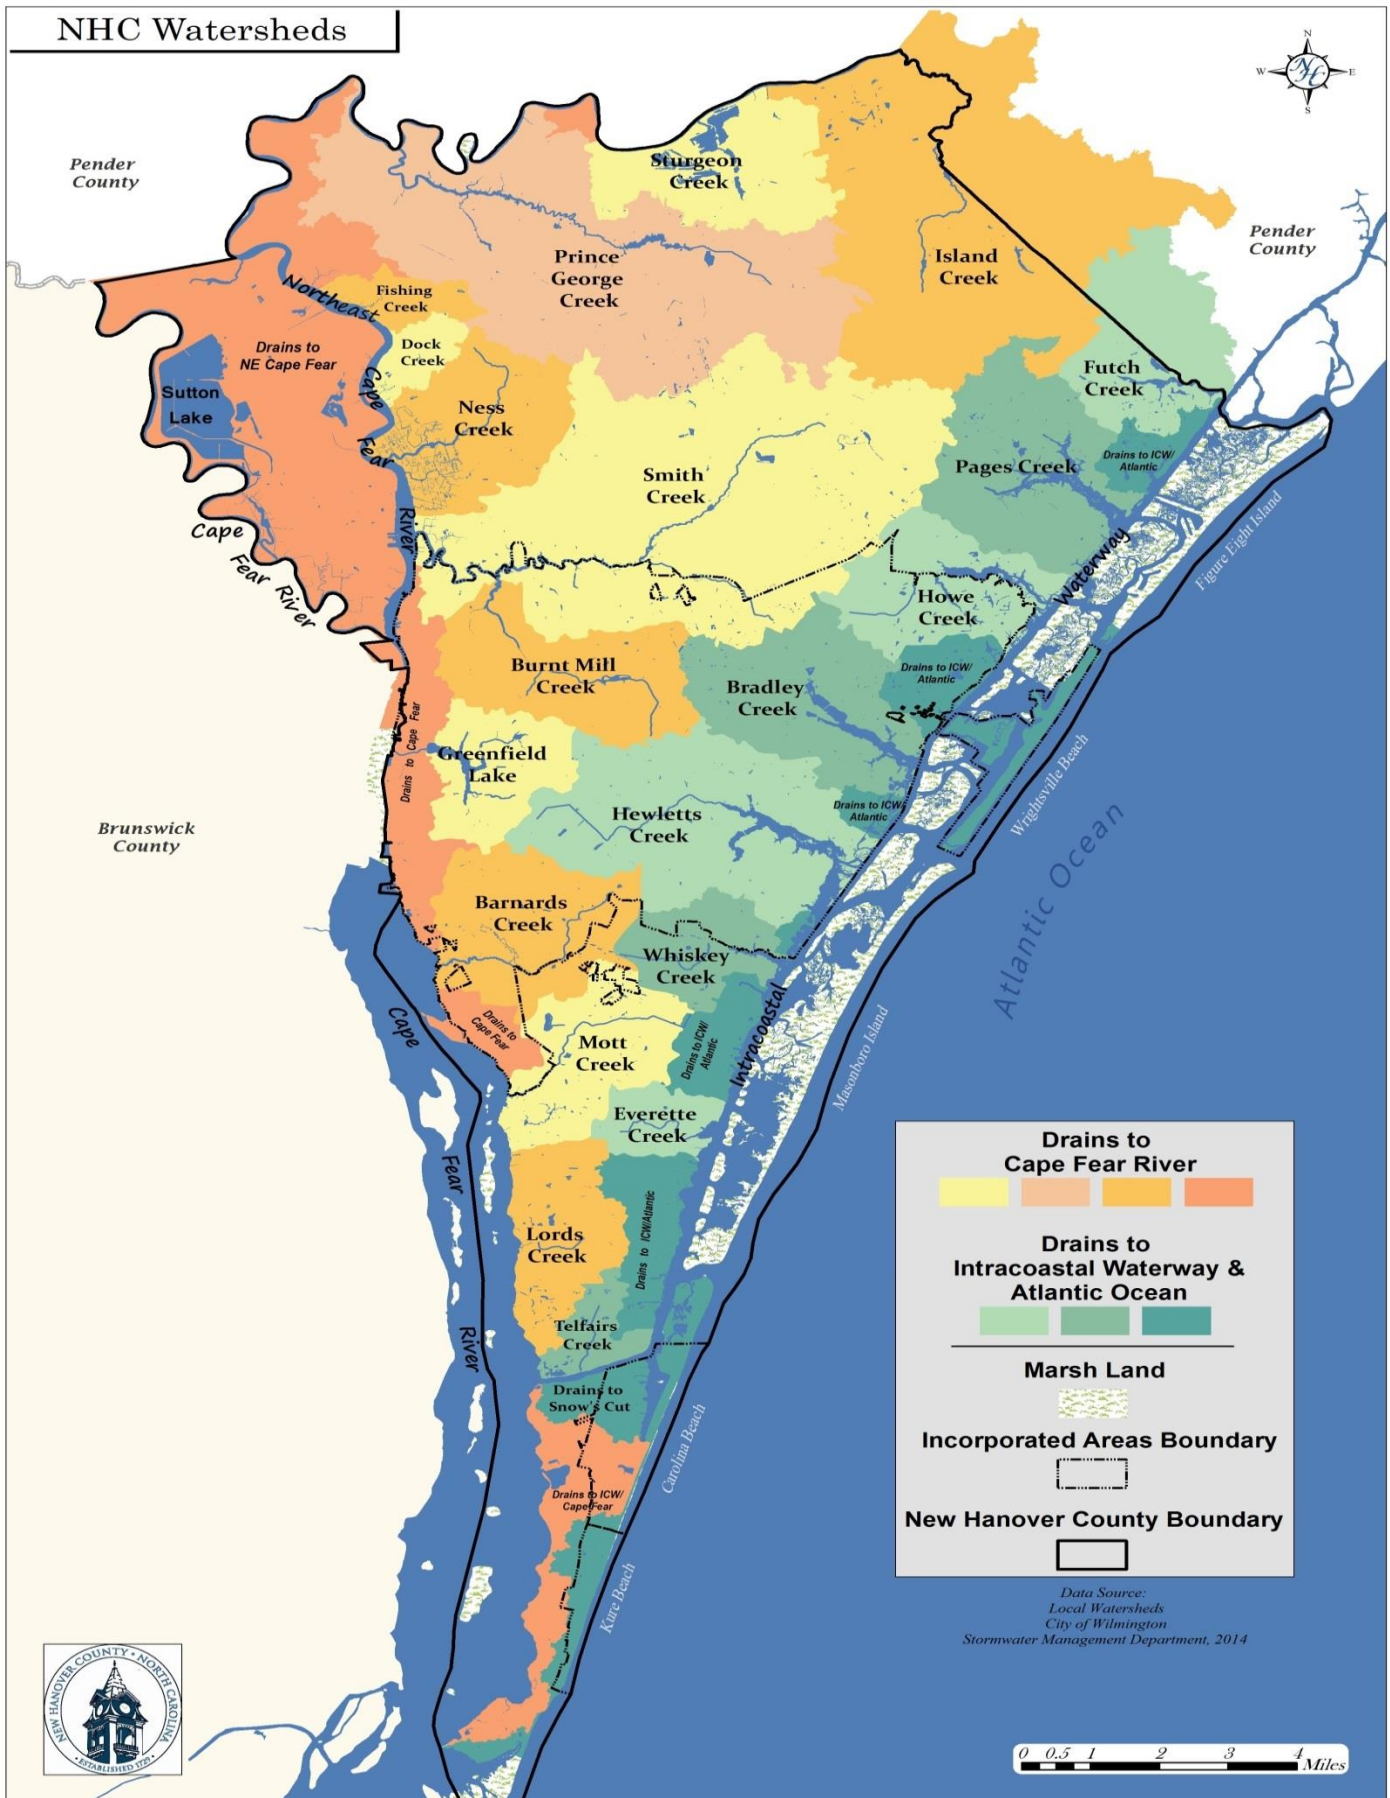 NHC Watersheds
N
W
E
S
NH
Pender
County
Sturgeon
Creek
Pender
County
Prince
George
Creek
Island
Creek
Northeast
Cape
Fear
River
Fishing
Creek
Dock
Creek
Drains to
NE Cape Fear
Futch
Creek
Sutton
Lake
Ness
Creek
Smith
Creek
Pages Creek
Drains to ICW/
Atlantic
Cape
Fear
River
Figure Eight Island
Waterway
Howe
Creek
Burnt Mill
Creek
Bradley
Creek
Drains to ICW/
Atlantic
Drains to Cape Fear
Greenfield
Lake
Wrightsville Beach
Brunswick
County
Hewletts
Creek
Drains to ICW/
Atlantic
Atlantic Ocean
Barnards
Creek
Whiskey
Creek
Intracoastal
Cape
Fear
River
Drains to
Cape Fear
Mott
Creek
Drains to ICW/
Atlantic
Masonboro Island
Everette
Creek
Lords
Creek
Drains to ICW/Atlantic
Telfairs
Creek
Drains to
Snow's Cut
Carolina Beach
Drains to ICW/
Cape Fear
Kure Beach
Drains to
Cape Fear River
Drains to
Intracoastal Waterway &
Atlantic Ocean
Marsh Land
Incorporated Areas Boundary
New Hanover County Boundary
Data Source:
Local Watersheds
City of Wilmington
Stormwater Management Department, 2014
NEW HANOVER COUNTY • NORTH CAROLINA
• ESTABLISHED 1729 •
0 0.5 1 2 3 4
Miles